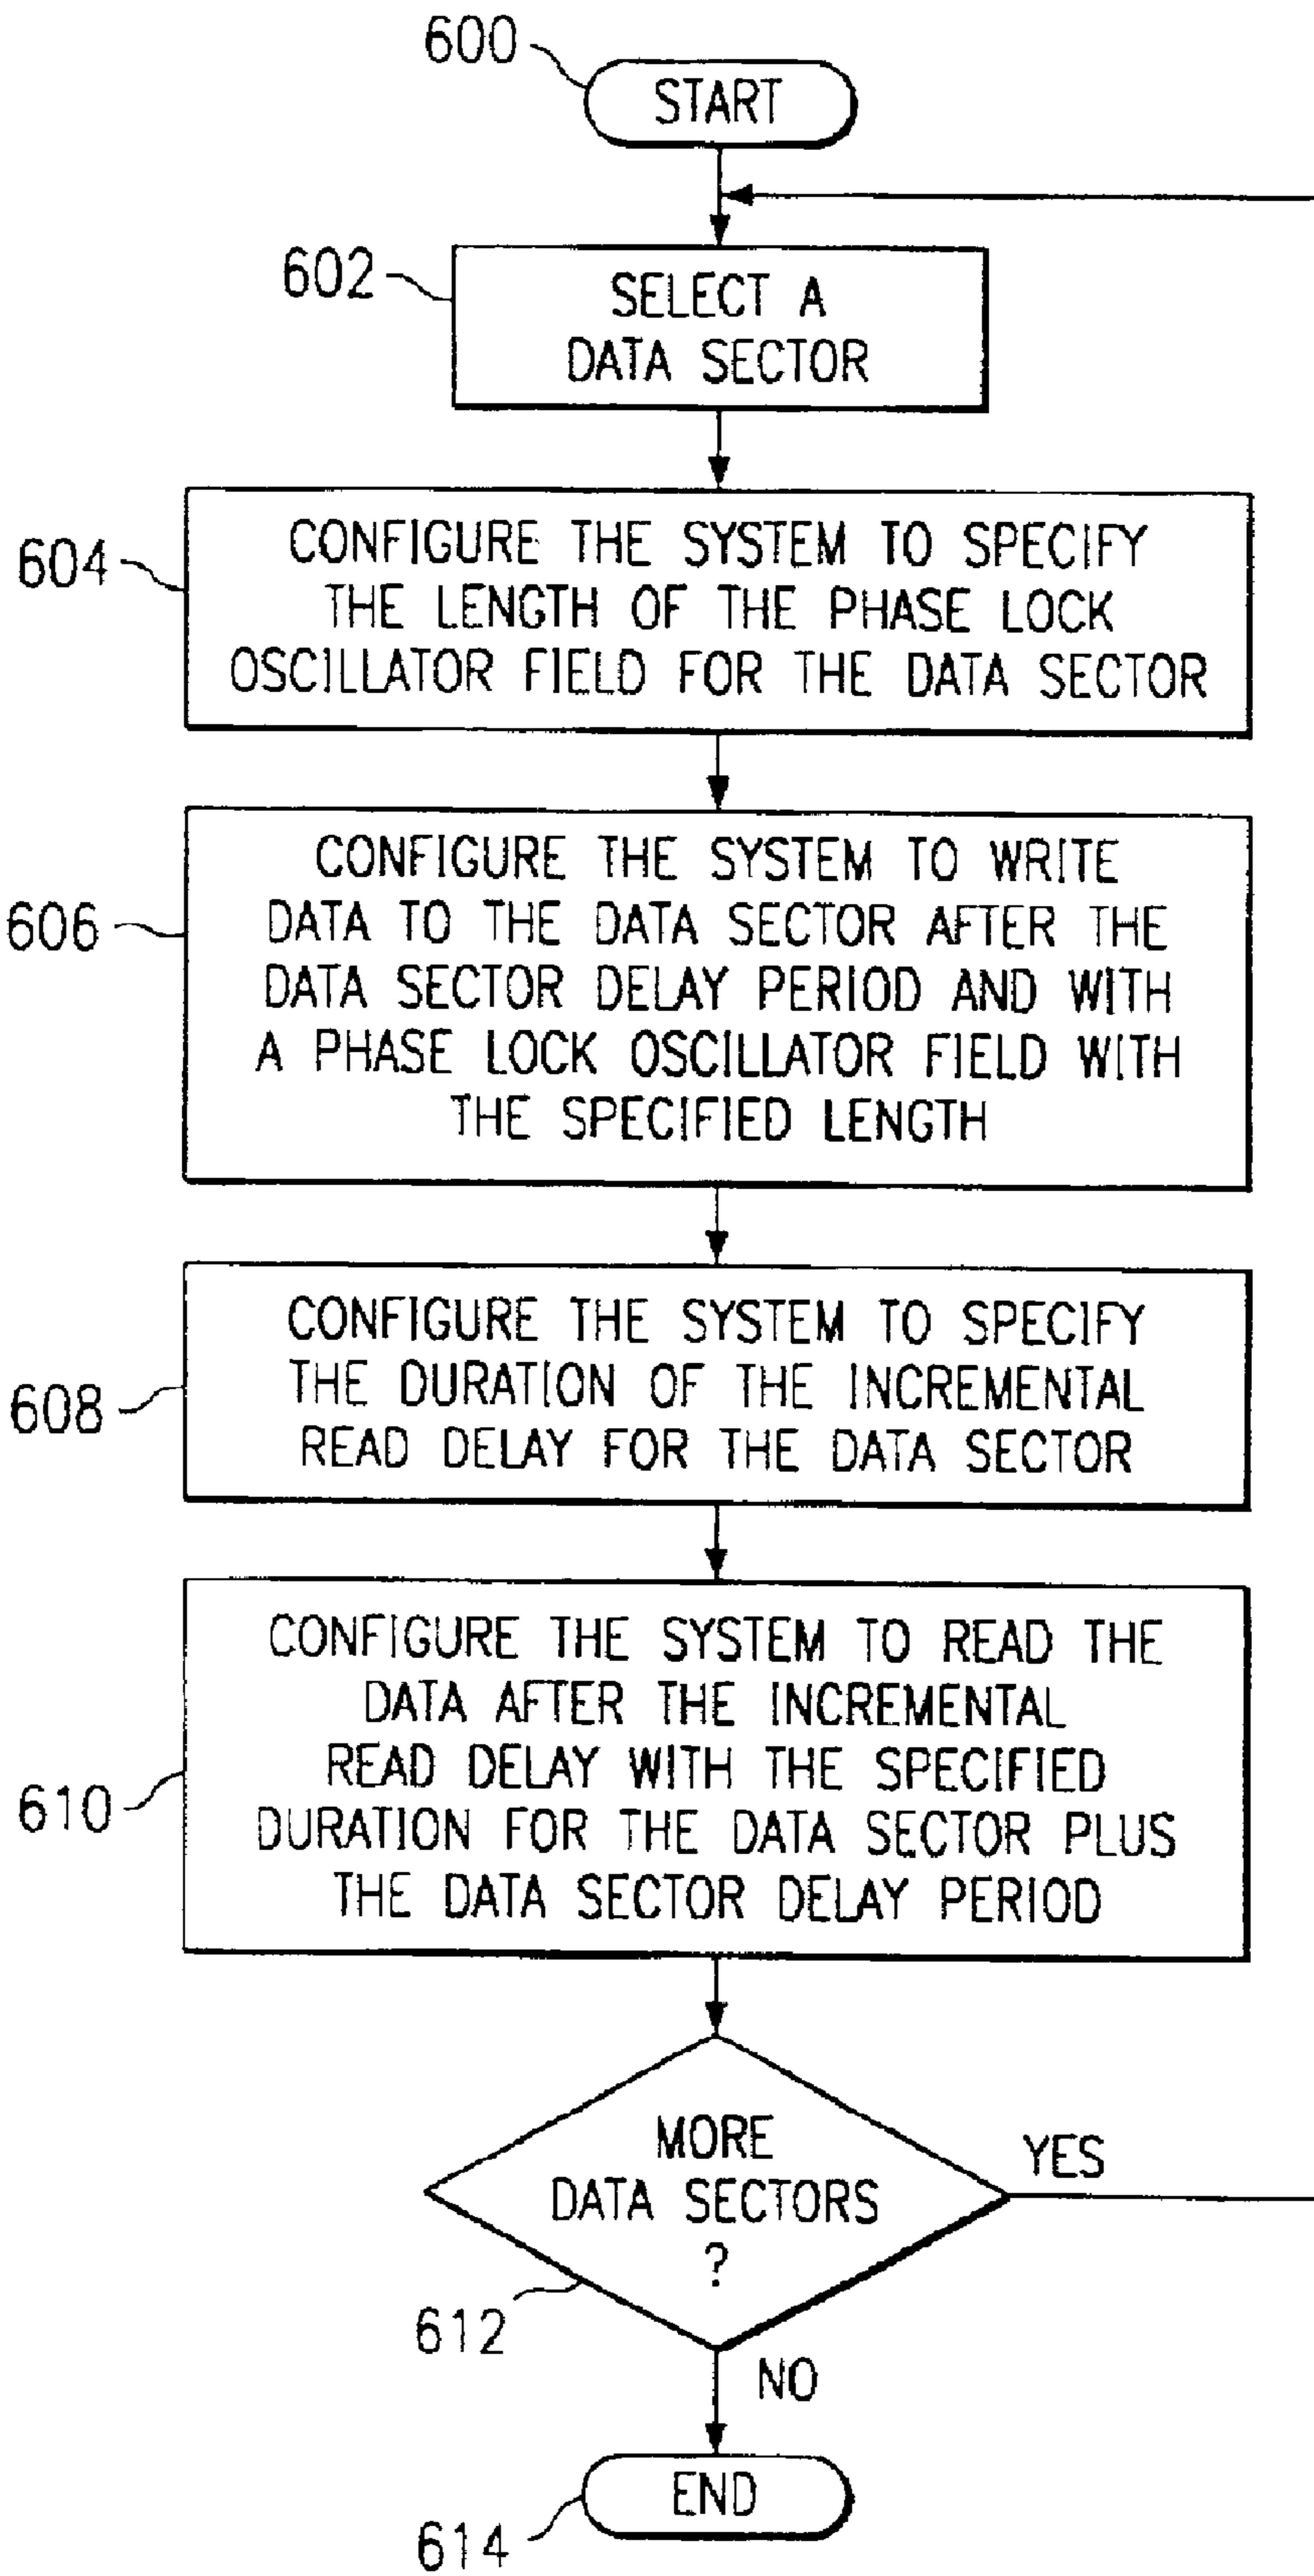 600
START
602
SELECT A
DATA SECTOR
604
CONFIGURE THE SYSTEM TO SPECIFY
THE LENGTH OF THE PHASE LOCK
OSCILLATOR FIELD FOR THE DATA SECTOR
606
CONFIGURE THE SYSTEM TO WRITE
DATA TO THE DATA SECTOR AFTER THE
DATA SECTOR DELAY PERIOD AND WITH
A PHASE LOCK OSCILLATOR FIELD WITH
THE SPECIFIED LENGTH
608
CONFIGURE THE SYSTEM TO SPECIFY
THE DURATION OF THE INCREMENTAL
READ DELAY FOR THE DATA SECTOR
610
CONFIGURE THE SYSTEM TO READ THE
DATA AFTER THE INCREMENTAL
READ DELAY WITH THE SPECIFIED
DURATION FOR THE DATA SECTOR PLUS
THE DATA SECTOR DELAY PERIOD
MORE
DATA SECTORS
?
YES
612
NO
END
614